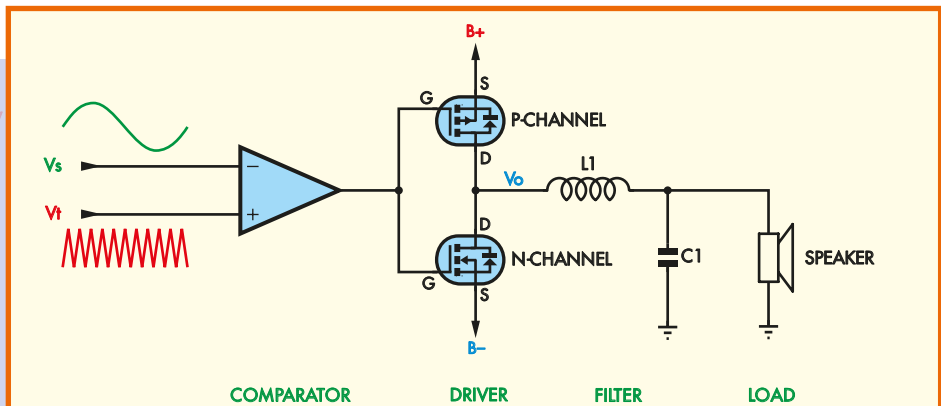 B+
S
G
P-CHANNEL
D
Vs
−
Vo
L1
Vt
+
D
N-CHANNEL
C1
SPEAKER
G
S
B−
COMPARATOR DRIVER FILTER LOAD